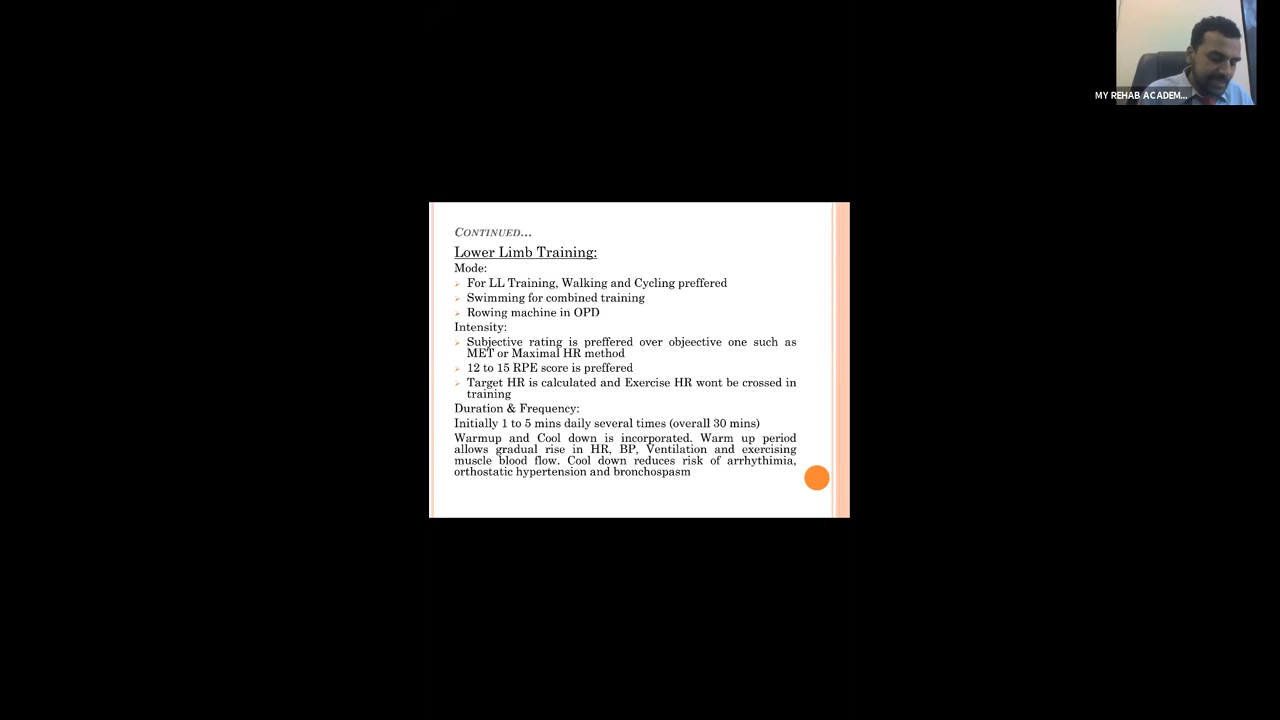 MY REHAB ACADEM...
CONTINUED...
Lower Limb Training:
Mode:
For LL Training, Walking and Cycling preffered
Swimming for combined training
Rowing machine in OPD
Intensity:
Subjective rating is preffered over objeective one such as
MET or Maximal HR method
12 to 15 RPE score is preffered
Target HR is calculated and Exercise HR wont be crossed in
training
Duration & Frequency:
Initially 1 to 5 mins daily several times (overall 30 mins)
Warmup and Cool down is incorporated. Warm up period
allows gradual rise in HR, BP, Ventilation and exercising
muscle blood flow. Cool down reduces risk of arrhythimia,
orthostatic hypertension and bronchospasm